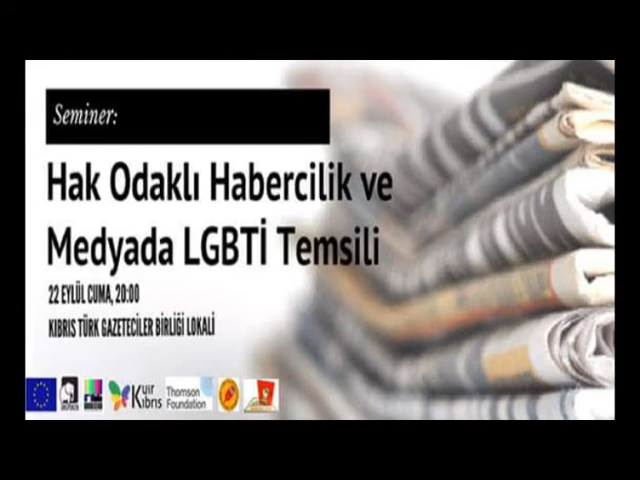 Seminer:
Hak Odaklı Habercilik ve
Medyada LGBTİ Temsili
22 EYLÜL CUMA, 20:00
KIBRIS TÜRK GAZETECİLER BİRLİĞİ LOKALİ
Kuır
Kıbrıs
Thomson
Foundation